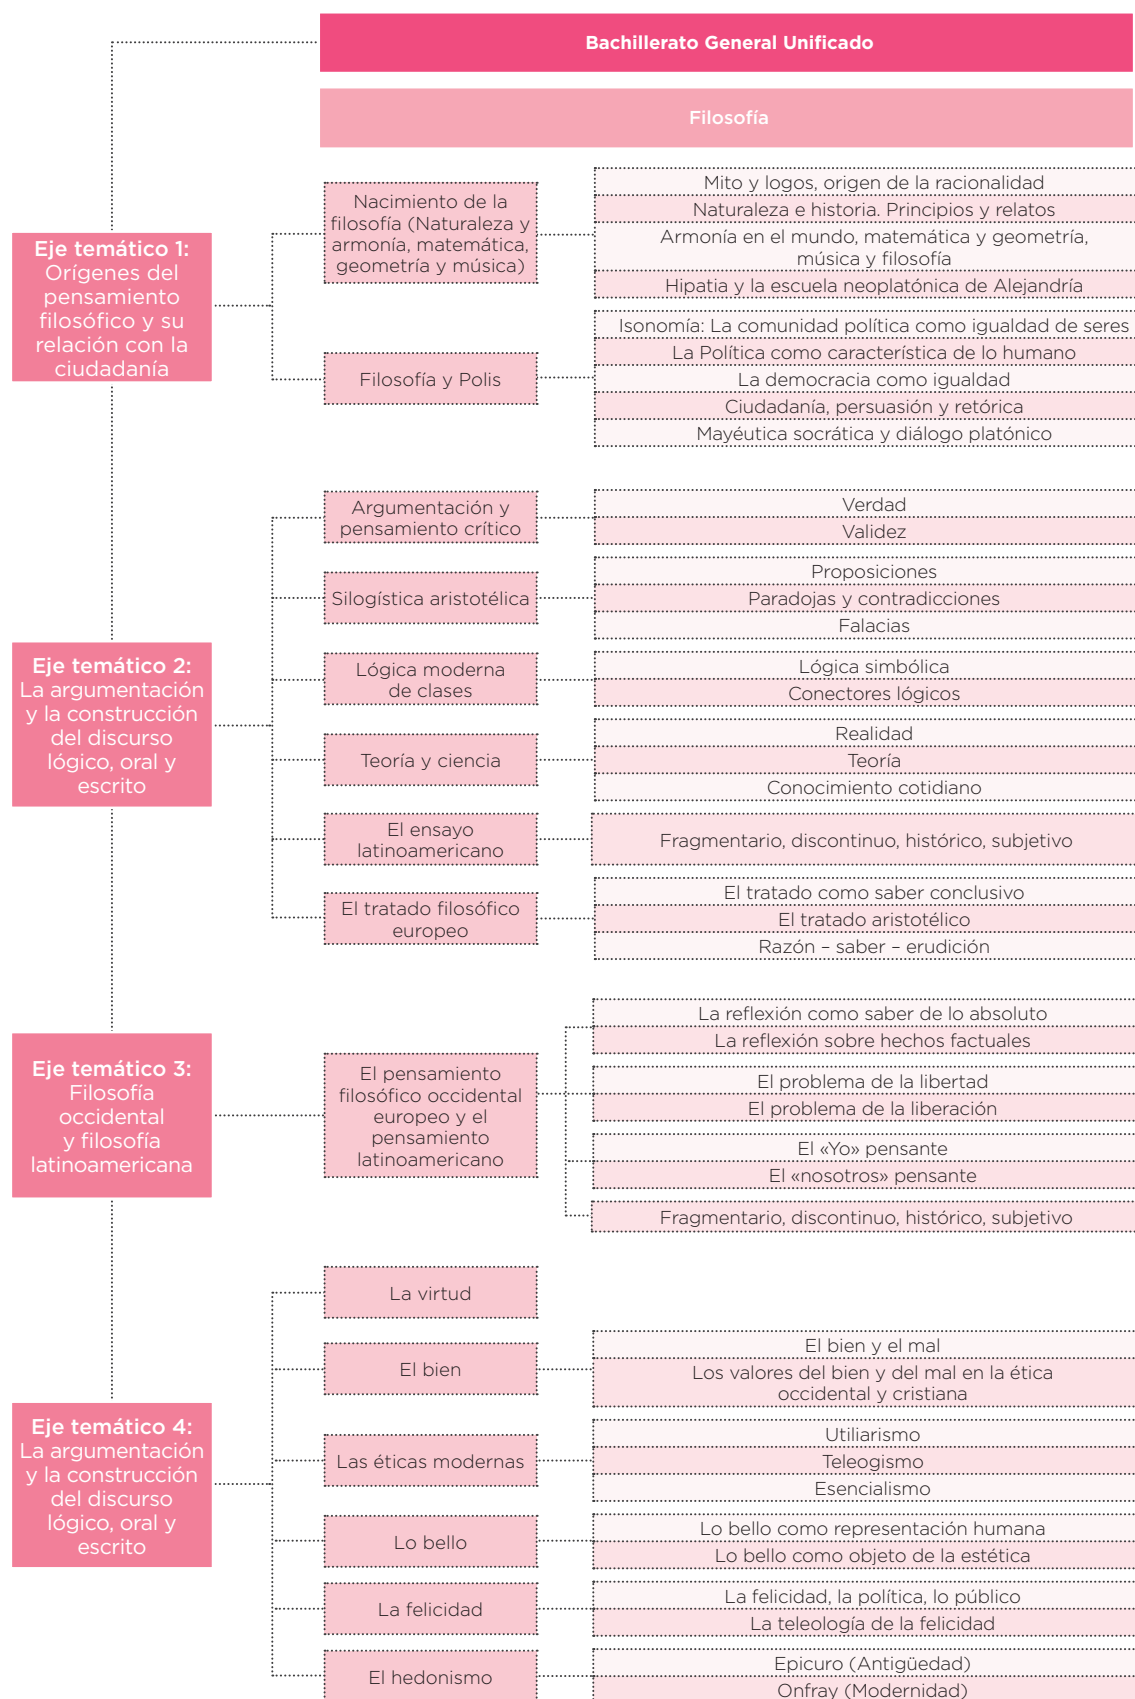 Bachillerato General Unificado
Filosofía
Eje temático 1:
Orígenes del
pensamiento
filosófico y su
relación con la
ciudadanía
Nacimiento de la
filosofía (Naturaleza y
armonía, matemática,
geometría y música)
Mito y logos, origen de la racionalidad
Naturaleza e historia. Principios y relatos
Armonía en el mundo, matemática y geometría,
música y filosofía
Hipatia y la escuela neoplatónica de Alejandría
Filosofía y Polis
Isonomía: La comunidad política como igualdad de seres
La Política como característica de lo humano
La democracia como igualdad
Ciudadanía, persuasión y retórica
Mayéutica socrática y diálogo platónico
Eje temático 2:
La argumentación
y la construcción
del discurso
lógico, oral y
escrito
Argumentación y
pensamiento crítico
Verdad
Validez
Silogística aristotélica
Proposiciones
Paradojas y contradicciones
Falacias
Lógica moderna
de clases
Lógica simbólica
Conectores lógicos
Teoría y ciencia
Realidad
Teoría
Conocimiento cotidiano
El ensayo
latinoamericano
Fragmentario, discontinuo, histórico, subjetivo
El tratado filosófico
europeo
El tratado como saber conclusivo
El tratado aristotélico
Razón – saber – erudición
Eje temático 3:
Filosofía
occidental
y filosofía
latinoamericana
El pensamiento
filosófico occidental
europeo y el
pensamiento
latinoamericano
La reflexión como saber de lo absoluto
La reflexión sobre hechos factuales
El problema de la libertad
El problema de la liberación
El «Yo» pensante
El «nosotros» pensante
Fragmentario, discontinuo, histórico, subjetivo
Eje temático 4:
La argumentación
y la construcción
del discurso
lógico, oral y
escrito
La virtud
El bien
El bien y el mal
Los valores del bien y del mal en la ética
occidental y cristiana
Las éticas modernas
Utiliarismo
Teleogismo
Esencialismo
Lo bello
Lo bello como representación humana
Lo bello como objeto de la estética
La felicidad
La felicidad, la política, lo público
La teleología de la felicidad
El hedonismo
Epicuro (Antigüedad)
Onfray (Modernidad)